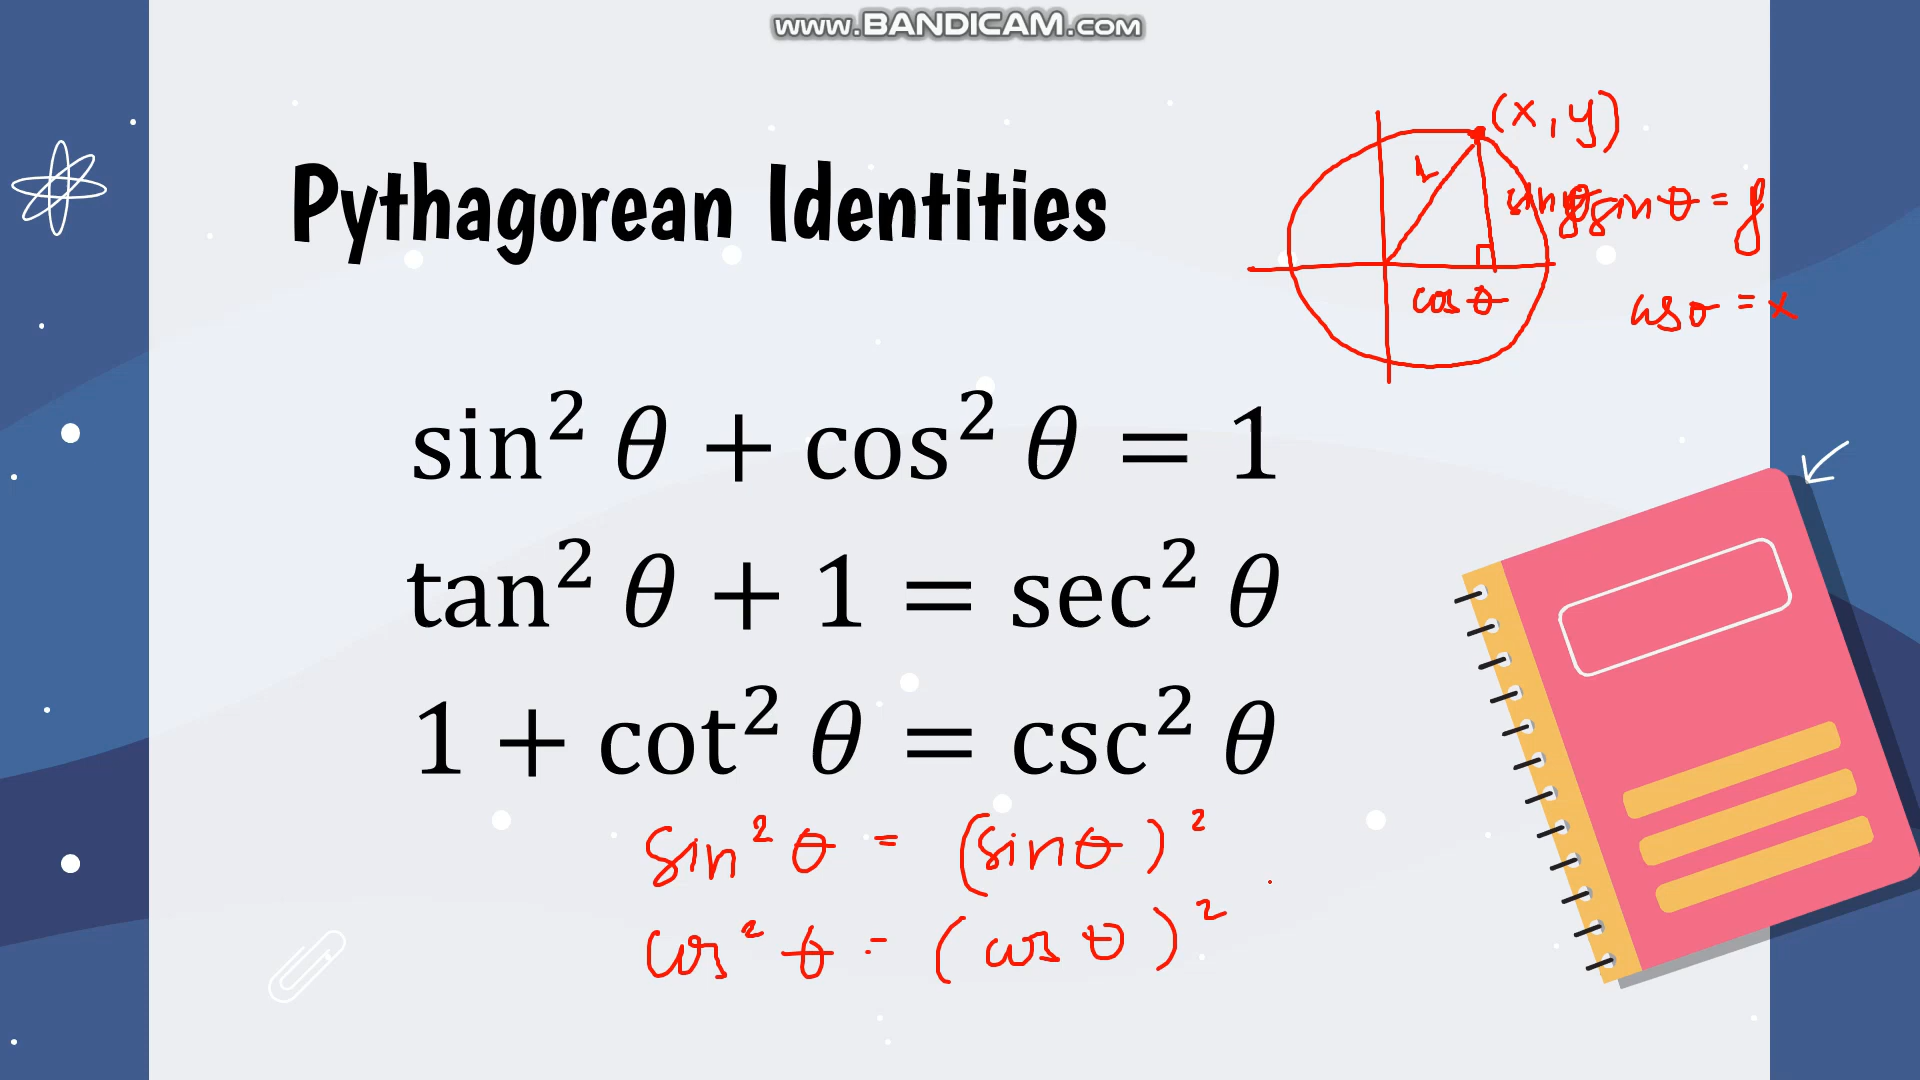 www.BANDICAM.com
Pythagorean Identities
(x, y)
r
sin θ = y
cos θ
cos θ = x
sin² θ + cos² θ = 1
tan² θ + 1 = sec² θ
1 + cot² θ = csc² θ
sin² θ = (sin θ)²
cos² θ = (cos θ)²